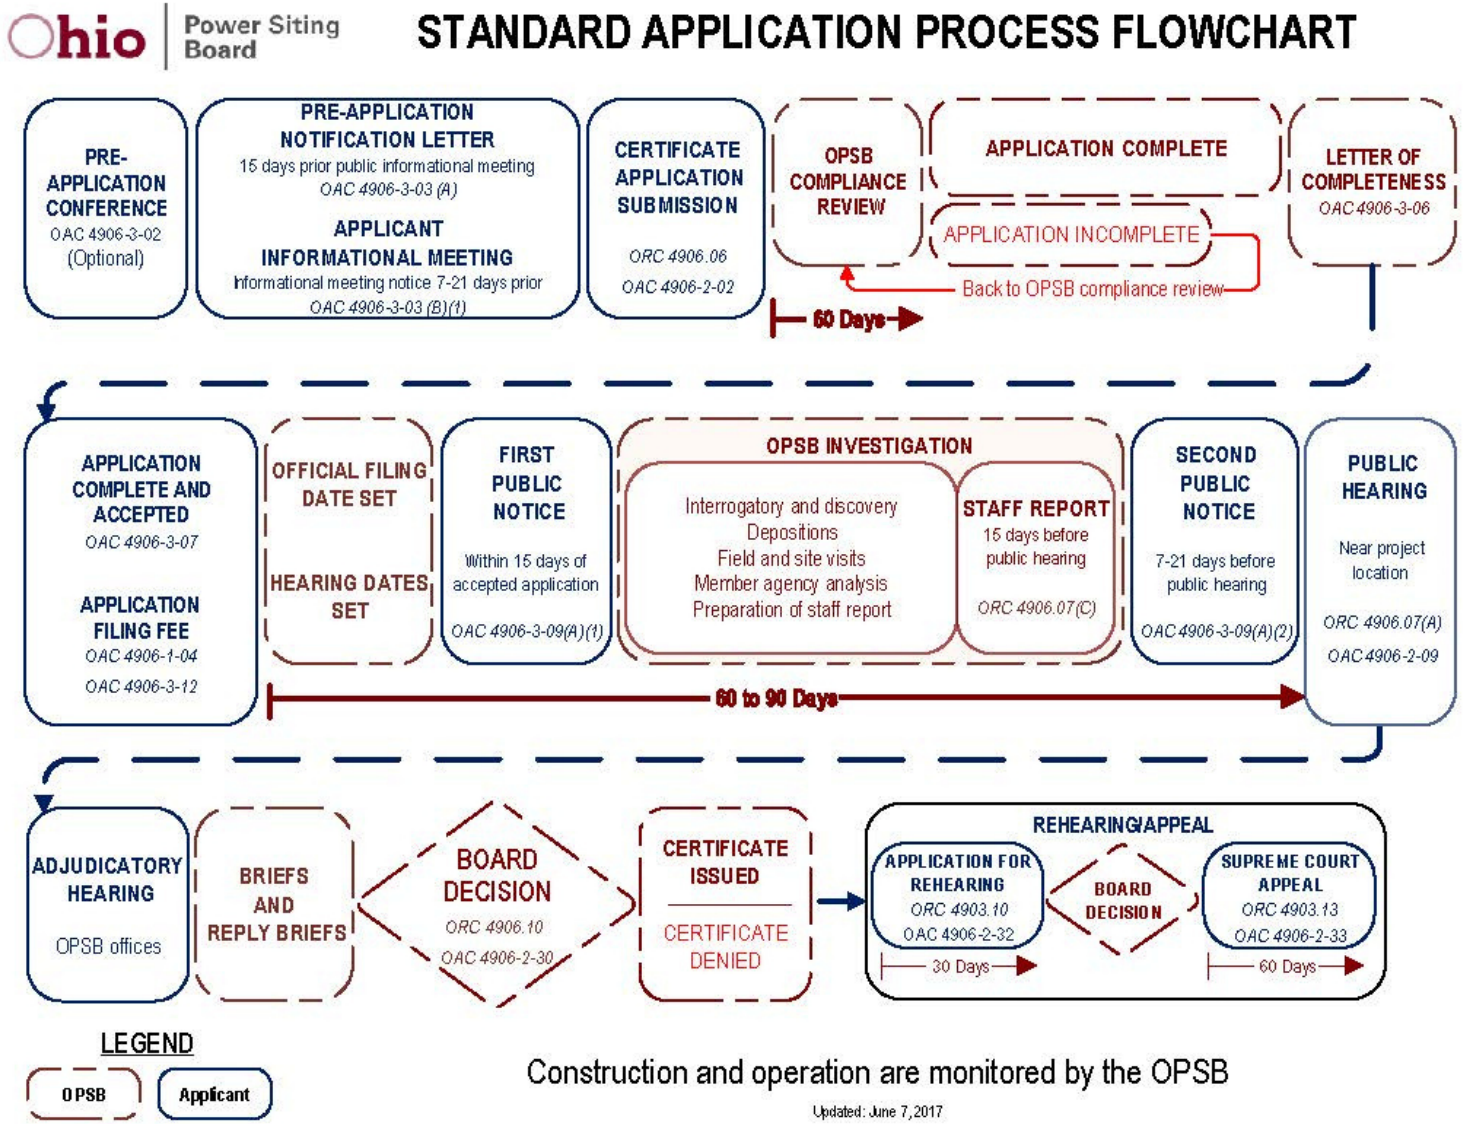 Ohio
Power Siting
Board
STANDARD APPLICATION PROCESS FLOWCHART
PRE-
APPLICATION
CONFERENCE
OAC 4906-3-02
(Optional)
PRE-APPLICATION
NOTIFICATION LETTER
15 days prior public informational meeting
OAC 4906-3-03 (A)
APPLICANT
INFORMATIONAL MEETING
Informational meeting notice 7-21 days prior
OAC 4906-3-03 (B)(1)
CERTIFICATE
APPLICATION
SUBMISSION
ORC 4906.06
OAC 4906-2-02
OPSB
COMPLIANCE
REVIEW
60 Days
APPLICATION COMPLETE
APPLICATION INCOMPLETE
Back to OPSB compliance review
LETTER OF
COMPLETENESS
OAC 4906-3-06
APPLICATION
COMPLETE AND
ACCEPTED
OAC 4906-3-07
APPLICATION
FILING FEE
OAC 4906-1-04
OAC 4906-3-12
OFFICIAL FILING
DATE SET
HEARING DATES
SET
FIRST
PUBLIC
NOTICE
Within 15 days of
accepted application
OAC 4906-3-09(A)(1)
OPSB INVESTIGATION
Interrogatory and discovery
Depositions
Field and site visits
Member agency analysis
Preparation of staff report
STAFF REPORT
15 days before
public hearing
ORC 4906.07(C)
SECOND
PUBLIC
NOTICE
7-21 days before
public hearing
OAC 4906-3-09(A)(2)
PUBLIC
HEARING
Near project
location
ORC 4906.07(A)
OAC 4906-2-09
60 to 90 Days
ADJUDICATORY
HEARING
OPSB offices
BRIEFS
AND
REPLY BRIEFS
BOARD
DECISION
ORC 4906.10
OAC 4906-2-30
CERTIFICATE
ISSUED
CERTIFICATE
DENIED
REHEARING/APPEAL
APPLICATION FOR
REHEARING
ORC 4903.10
OAC 4906-2-32
30 Days
BOARD
DECISION
SUPREME COURT
APPEAL
ORC 4903.13
OAC 4906-2-33
60 Days
LEGEND
OPSB
Applicant
Construction and operation are monitored by the OPSB
Updated: June 7, 2017